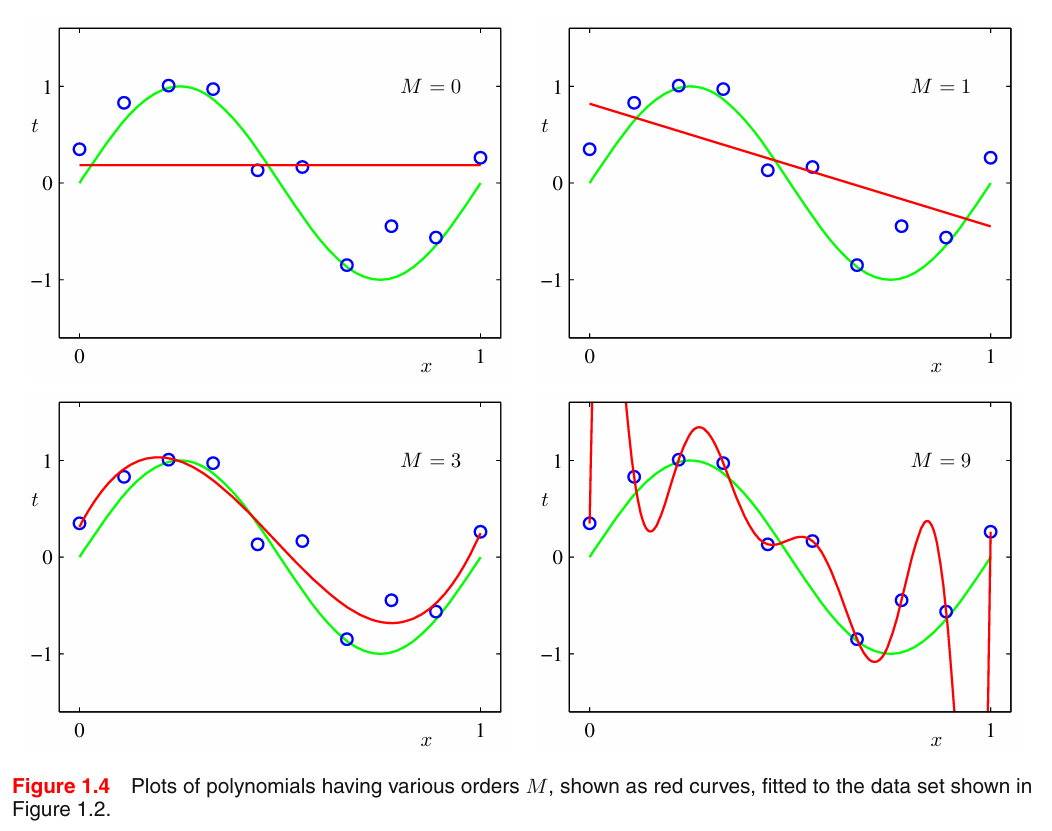 M = 0
1
t
0
−1
0
x
1
M = 1
1
t
0
−1
0
x
1
M = 3
1
t
0
−1
0
x
1
M = 9
1
t
0
−1
0
x
1
Figure 1.4 Plots of polynomials having various orders M, shown as red curves, fitted to the data set shown in
Figure 1.2.